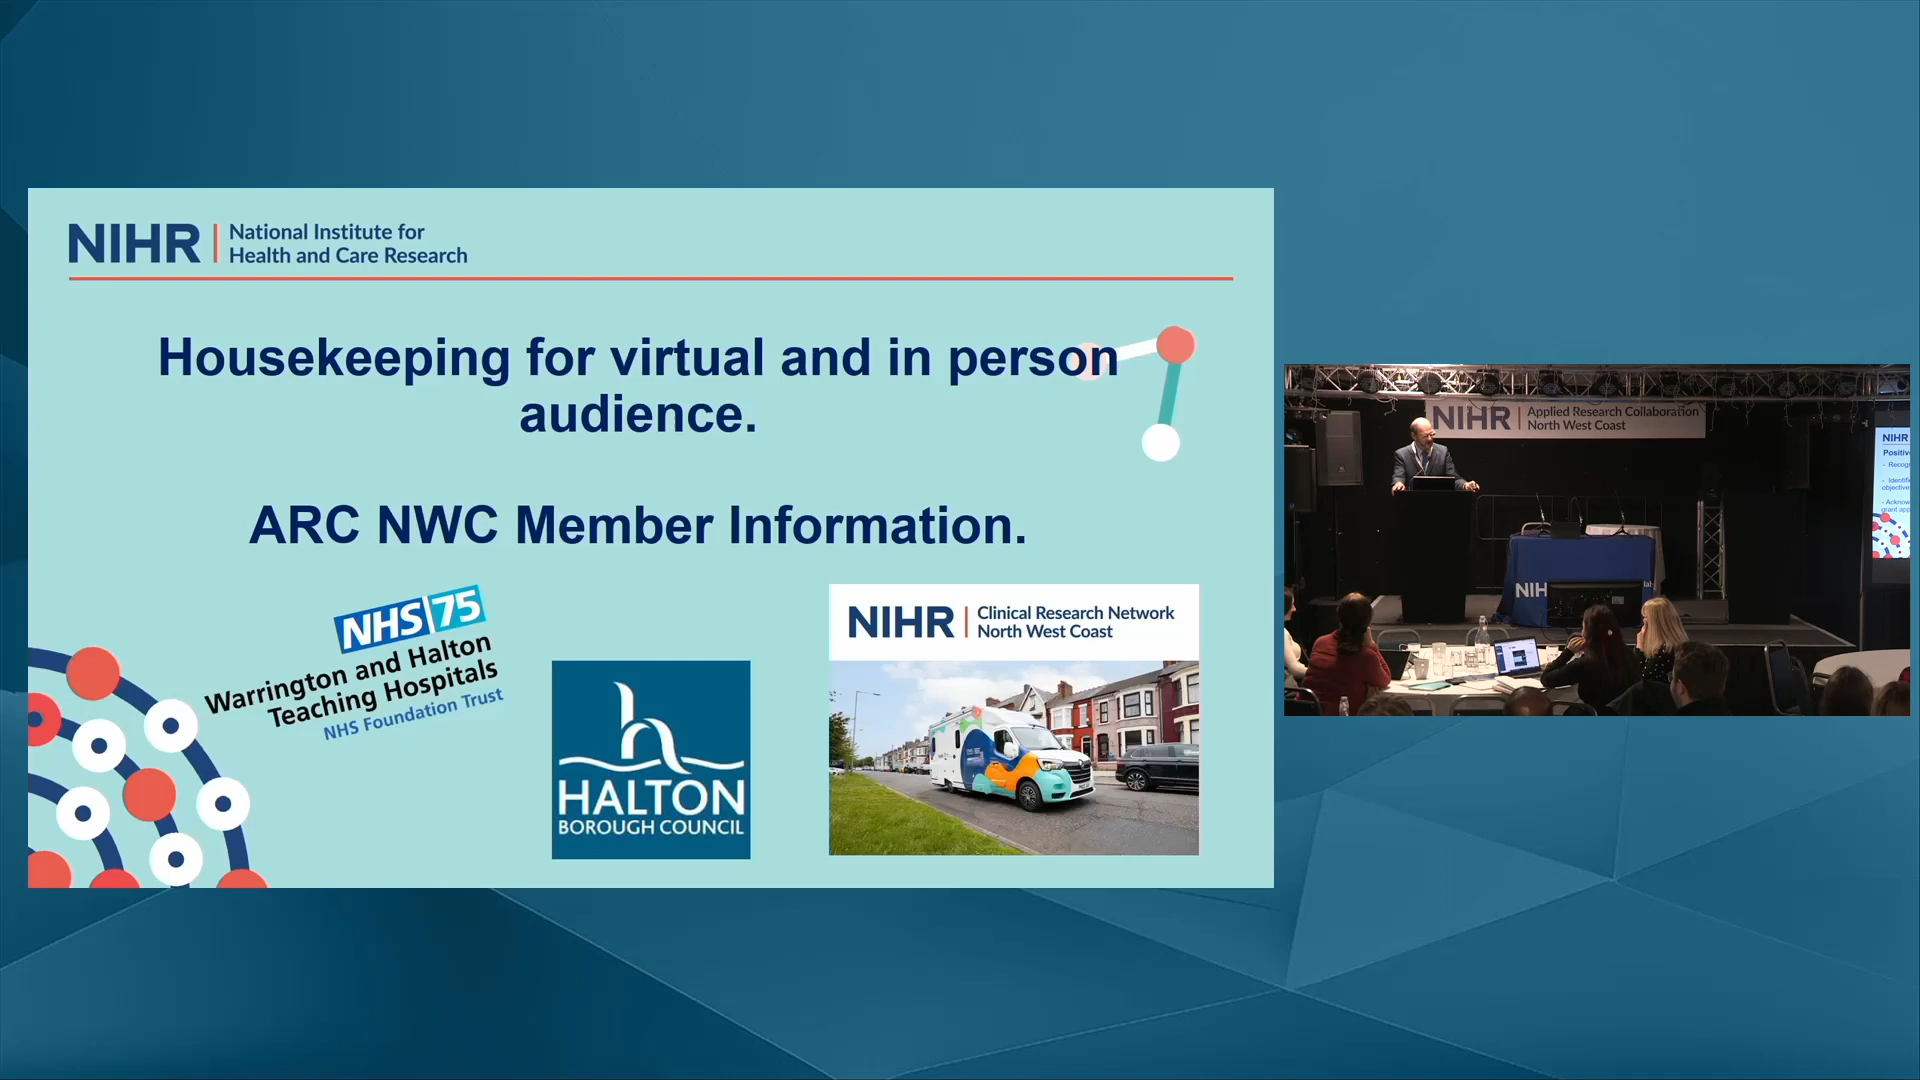 NIHR | National Institute for
Health and Care Research
Housekeeping for virtual and in person
audience.
ARC NWC Member Information.
NHS 75
Warrington and Halton
Teaching Hospitals
NHS Foundation Trust
h
HALTON
BOROUGH COUNCIL
NIHR | Clinical Research Network
North West Coast
NIHR | Applied Research Collaboration
North West Coast
NIHR
NIH